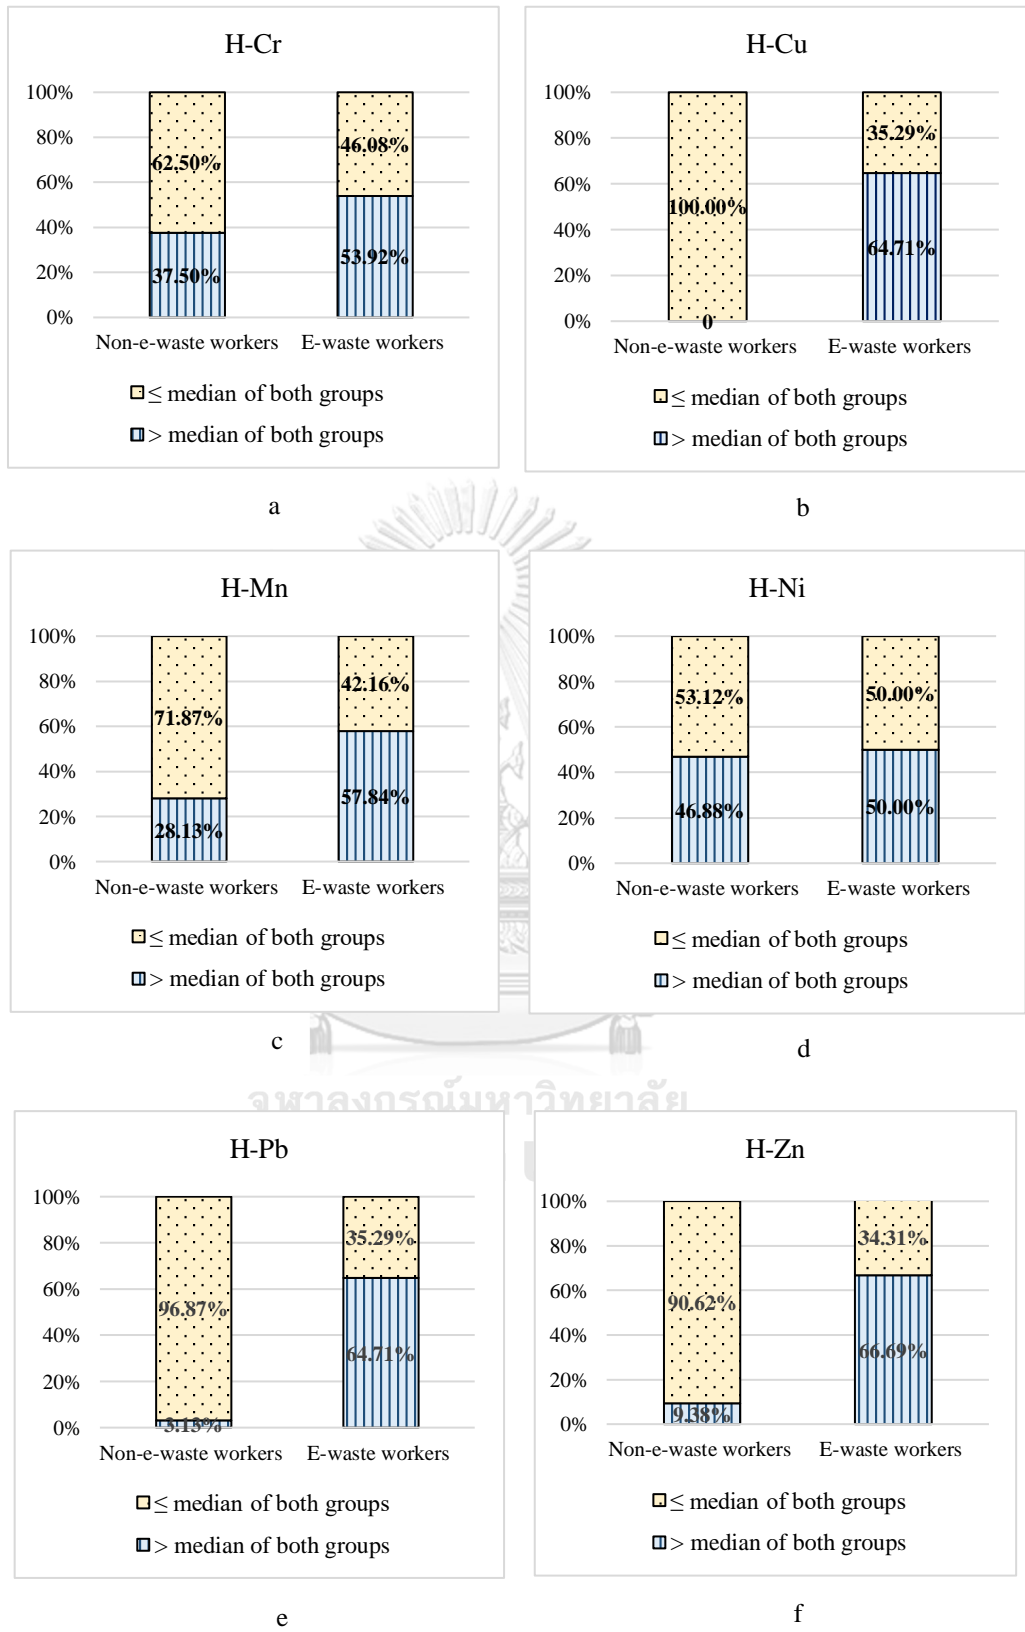 H-Cr
100%
80%
60%
40%
20%
0%
62.50%
37.50%
46.08%
53.92%
Non-e-waste workers E-waste workers
≤ median of both groups
> median of both groups
a
H-Cu
100%
80%
60%
40%
20%
0%
100.00%
0
35.29%
64.71%
Non-e-waste workers E-waste workers
≤ median of both groups
> median of both groups
b
H-Mn
100%
80%
60%
40%
20%
0%
71.87%
28.13%
42.16%
57.84%
Non-e-waste workers E-waste workers
≤ median of both groups
> median of both groups
c
H-Ni
100%
80%
60%
40%
20%
0%
53.12%
46.88%
50.00%
50.00%
Non-e-waste workers E-waste workers
≤ median of both groups
> median of both groups
d
จุฬาลงกรณ์มหาวิทยาลัย
H-Pb
100%
80%
60%
40%
20%
0%
96.87%
3.13%
35.29%
64.71%
Non-e-waste workers E-waste workers
≤ median of both groups
> median of both groups
e
H-Zn
100%
80%
60%
40%
20%
0%
90.62%
9.38%
34.31%
66.69%
Non-e-waste workers E-waste workers
≤ median of both groups
> median of both groups
f